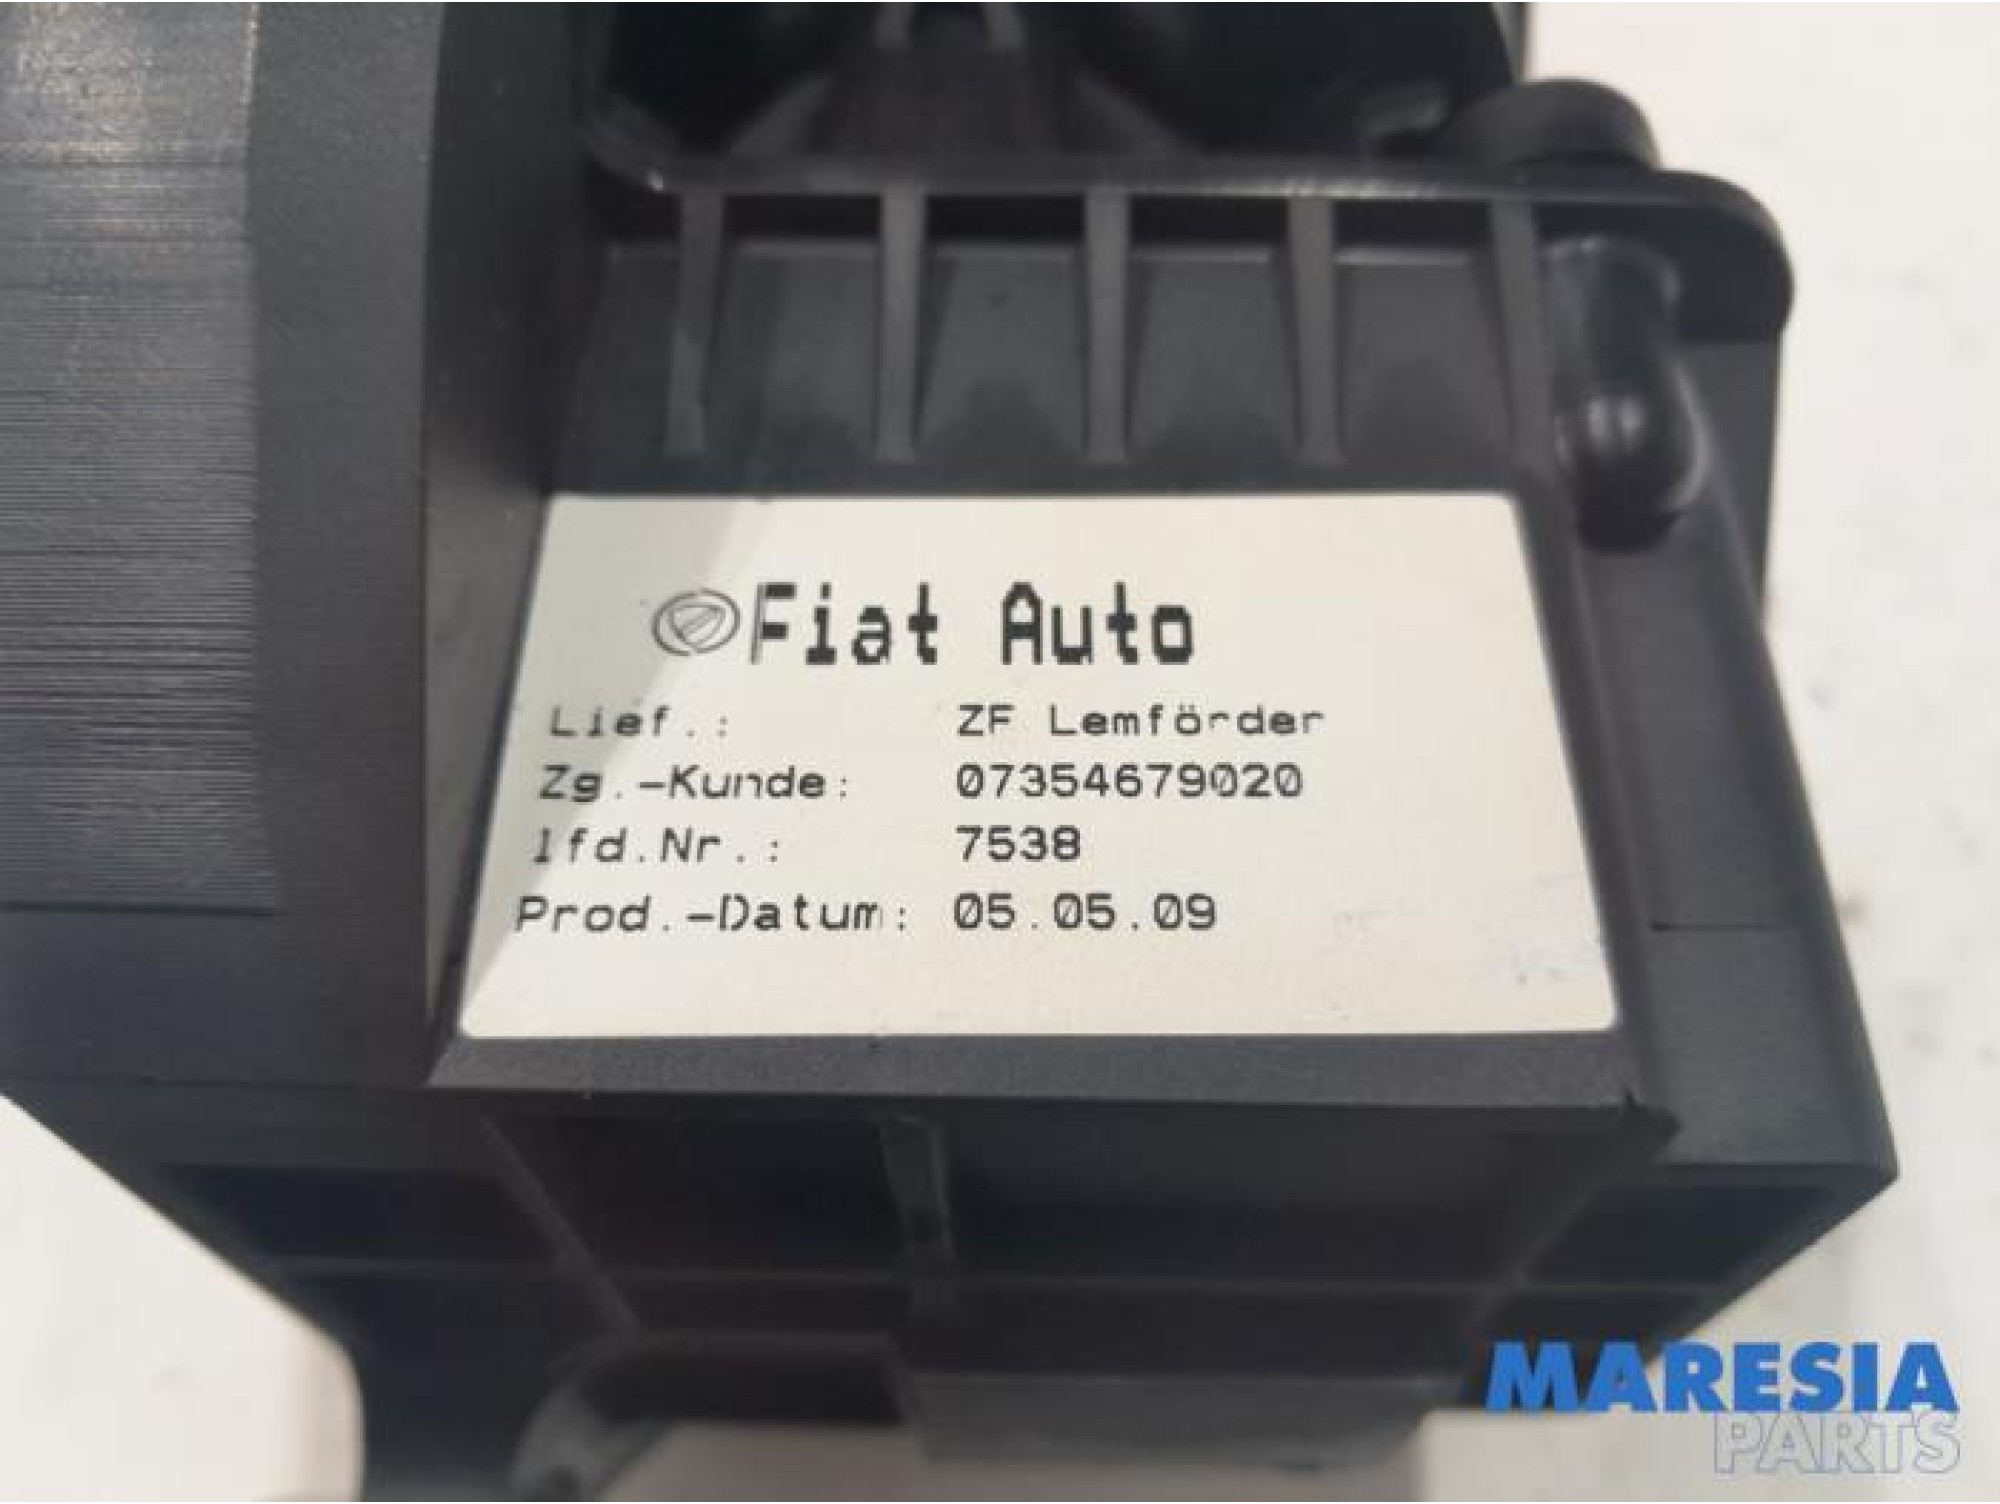 Fiat Auto
Lief.: ZF Lemförder
Zg.-Kunde: 07354679020
lfd.Nr.: 7538
Prod.-Datum: 05.05.09
MARESIA
PARTS